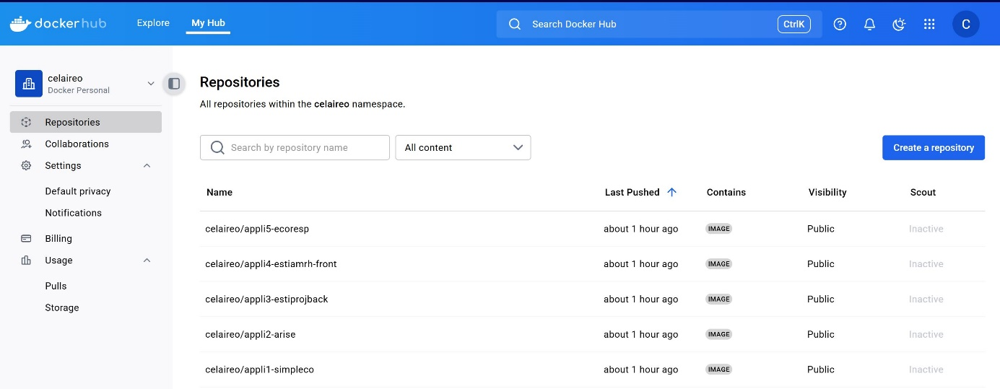 docker hub Explore My Hub Search Docker Hub CtrlK C
celaireo
Docker Personal
Repositories
Collaborations
Settings
Default privacy
Notifications
Billing
Usage
Pulls
Storage
Repositories
All repositories within the celaireo namespace.
Search by repository name All content Create a repository
Name Last Pushed Contains Visibility Scout
celaireo/appli5-ecoresp about 1 hour ago IMAGE Public Inactive
celaireo/appli4-estiamrh-front about 1 hour ago IMAGE Public Inactive
celaireo/appli3-estiprojback about 1 hour ago IMAGE Public Inactive
celaireo/appli2-arise about 1 hour ago IMAGE Public Inactive
celaireo/appli1-simpleco about 1 hour ago IMAGE Public Inactive